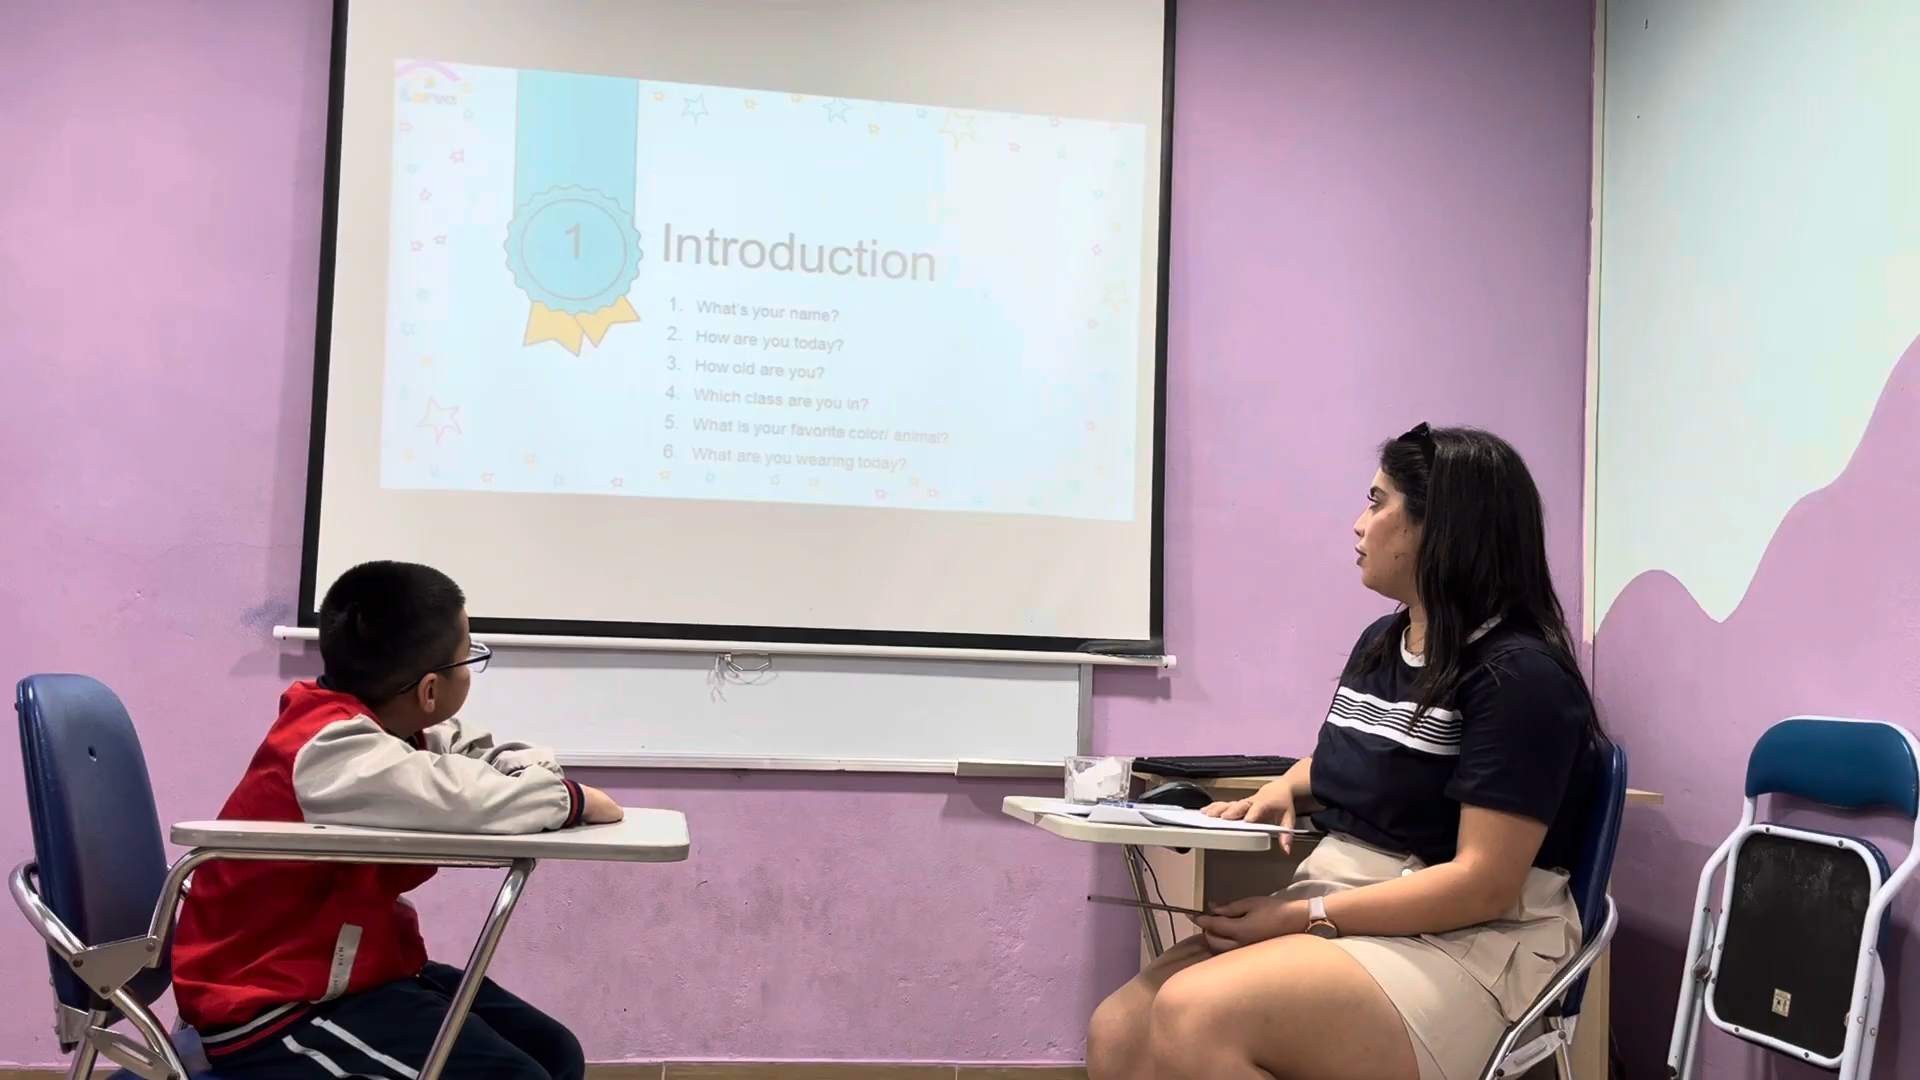 1
Introduction
1. What's your name?
2. How are you today?
3. How old are you?
4. Which class are you in?
5. What is your favorite color/ animal?
6. What are you wearing today?